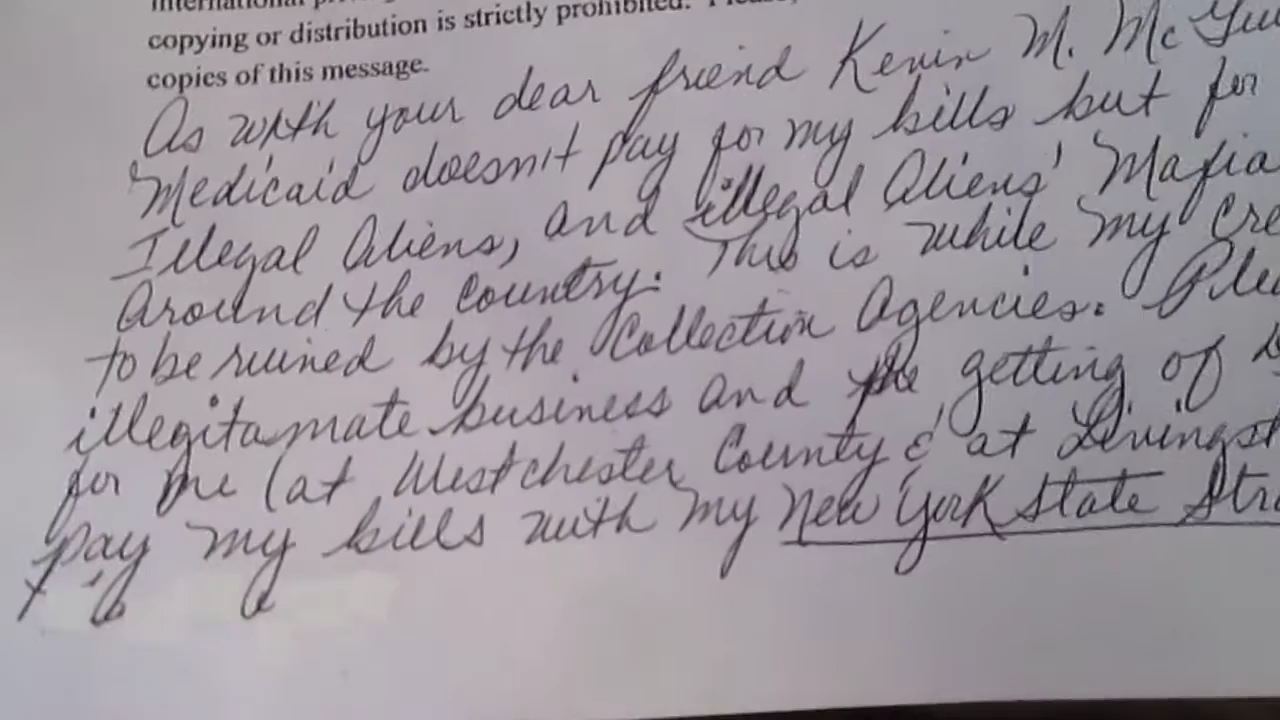 copying or distribution is strictly prohibited.
copies of this message.
As with your dear friend Kevin M.
Medicaid doesn't pay for my bills but for
Illegal Aliens, and illegal Aliens' Mafia
Around the Country. This is while my
to be ruined by the Collection Agencies.
illegitamate business and the getting of
for me (at Westchester County & at
pay my bills with my New York State